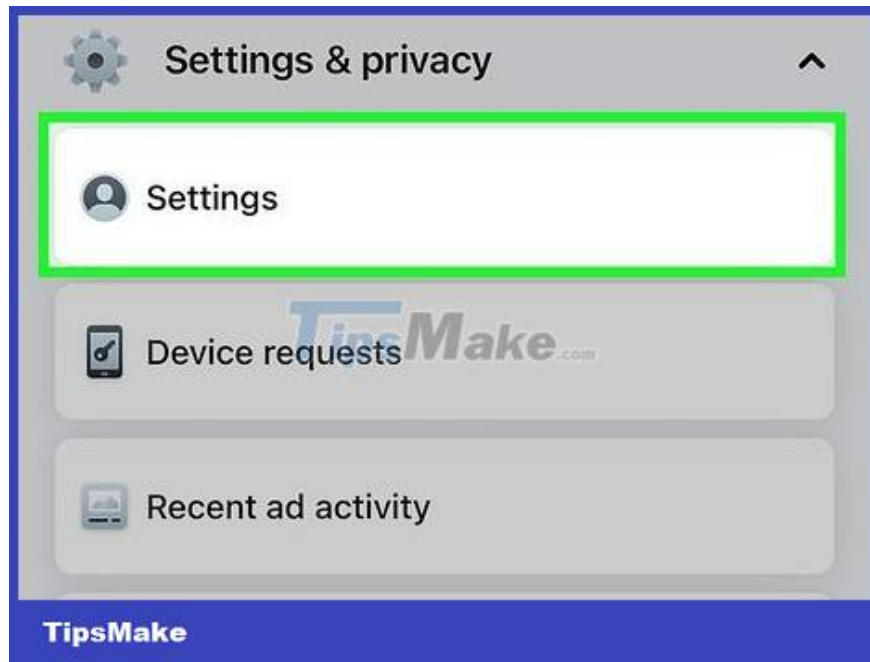 Settings & privacy
Settings
Device requests
TipsMake.com
Recent ad activity
TipsMake